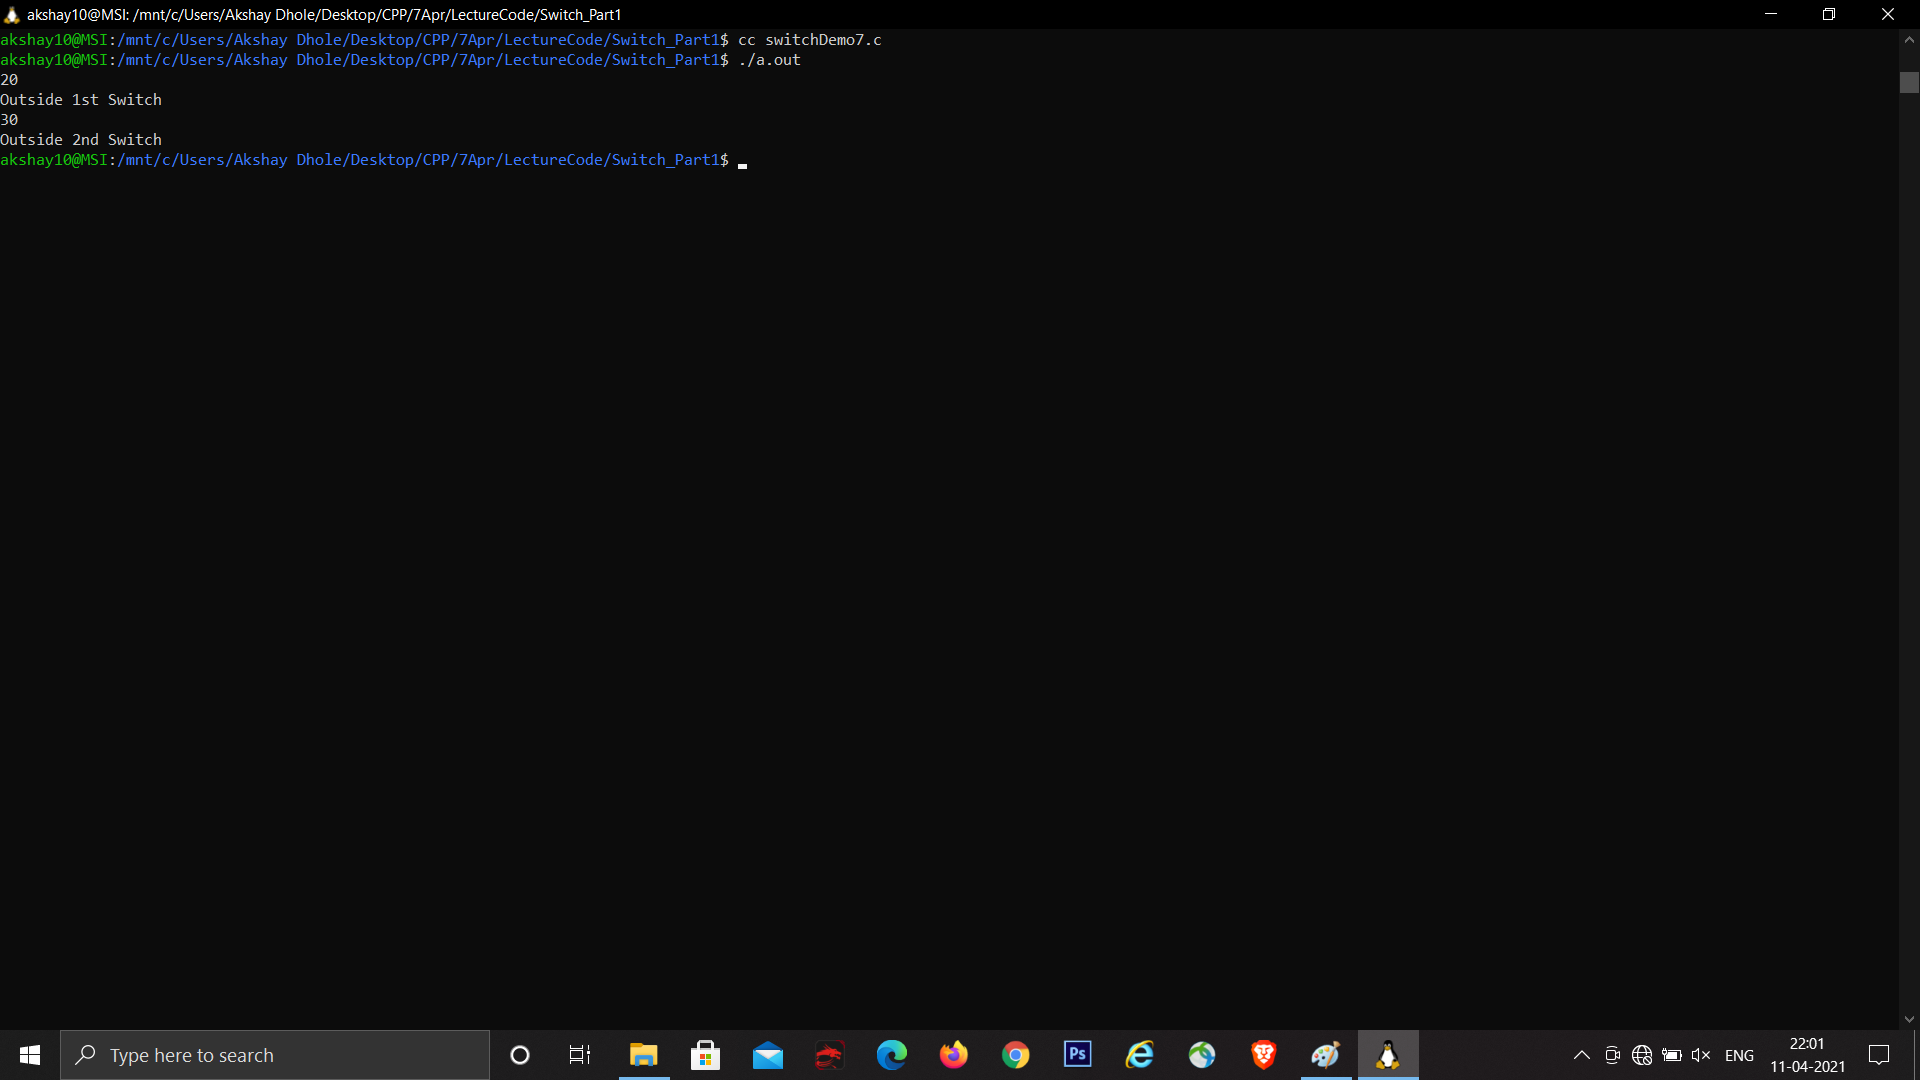 akshay10@MSI: /mnt/c/Users/Akshay Dhole/Desktop/CPP/7Apr/LectureCode/Switch_Part1
akshay10@MSI:/mnt/c/Users/Akshay Dhole/Desktop/CPP/7Apr/LectureCode/Switch_Part1$ cc switchDemo7.c
akshay10@MSI:/mnt/c/Users/Akshay Dhole/Desktop/CPP/7Apr/LectureCode/Switch_Part1$ ./a.out
20
Outside 1st Switch
30
Outside 2nd Switch
akshay10@MSI:/mnt/c/Users/Akshay Dhole/Desktop/CPP/7Apr/LectureCode/Switch_Part1$
Type here to search
Ps
ENG
22:01
11-04-2021